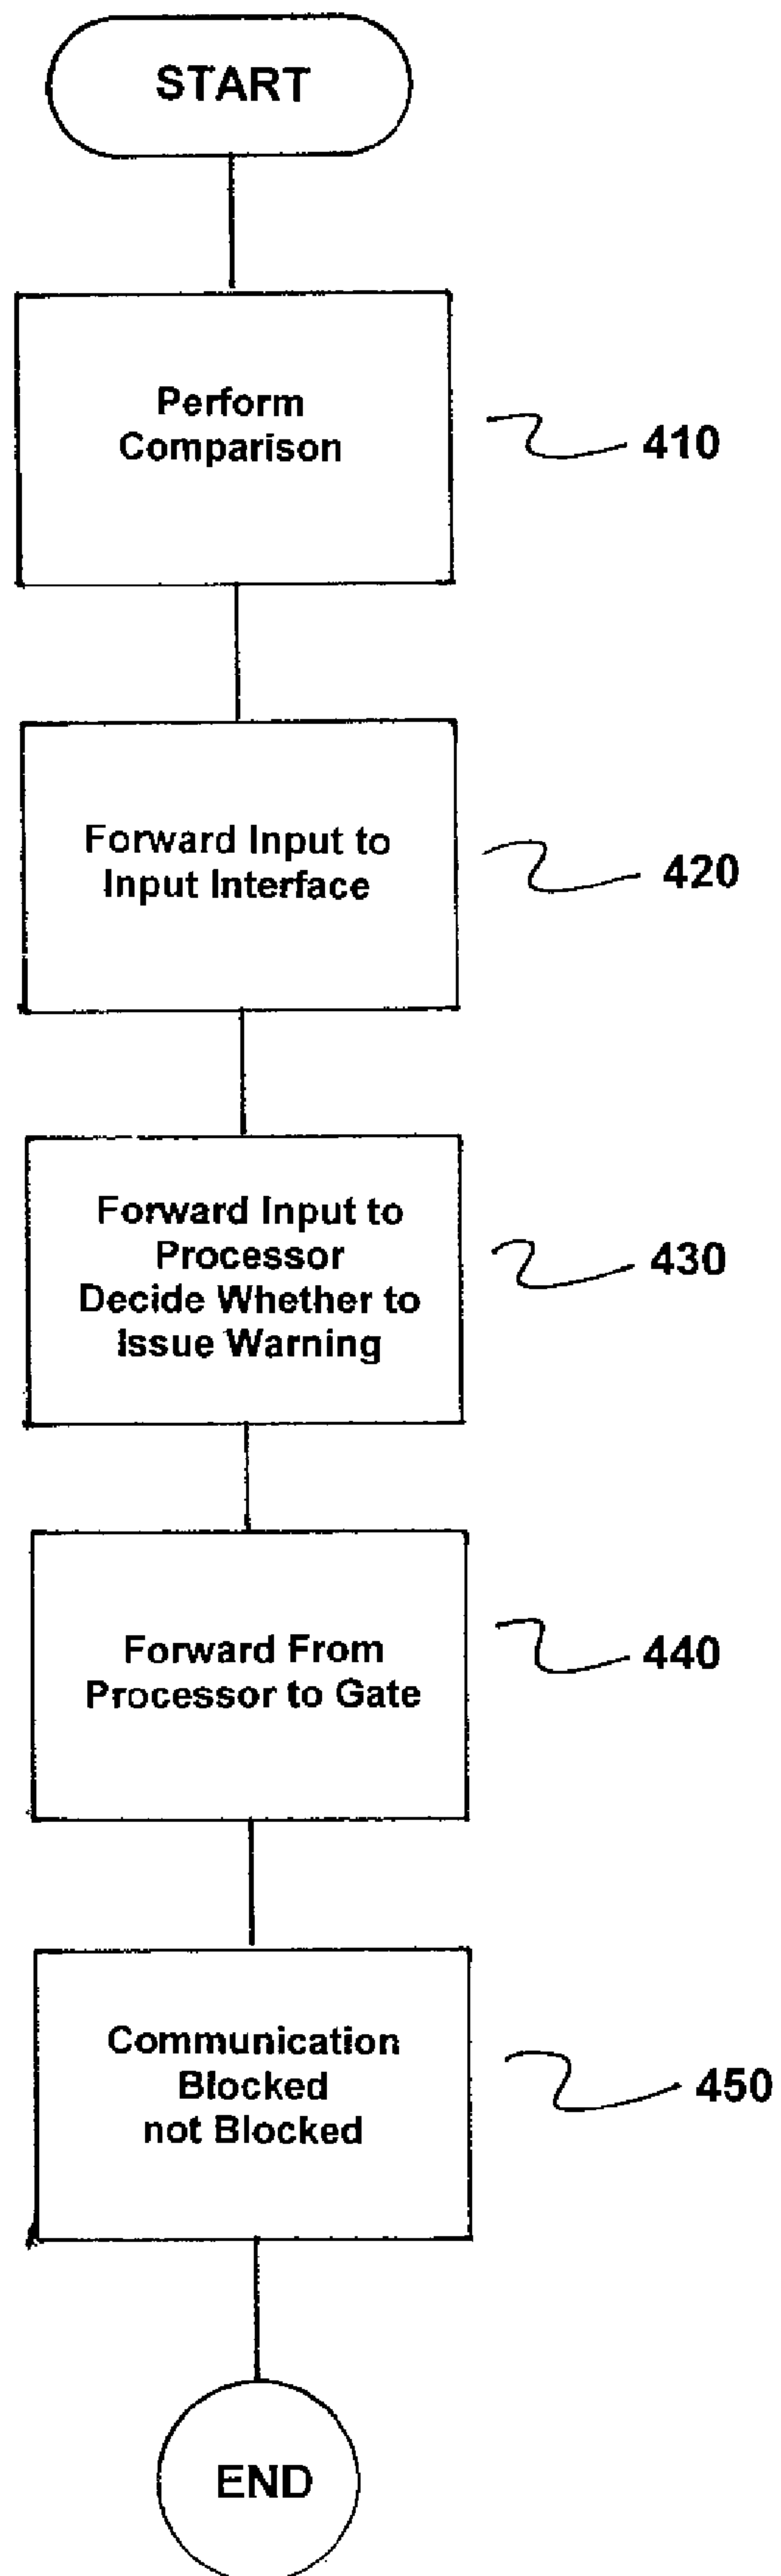 START
Perform
Comparison
410
Forward Input to
Input Interface
420
Forward Input to
Processor
Decide Whether to
Issue Warning
430
Forward From
Processor to Gate
440
Communication
Blocked
not Blocked
450
END